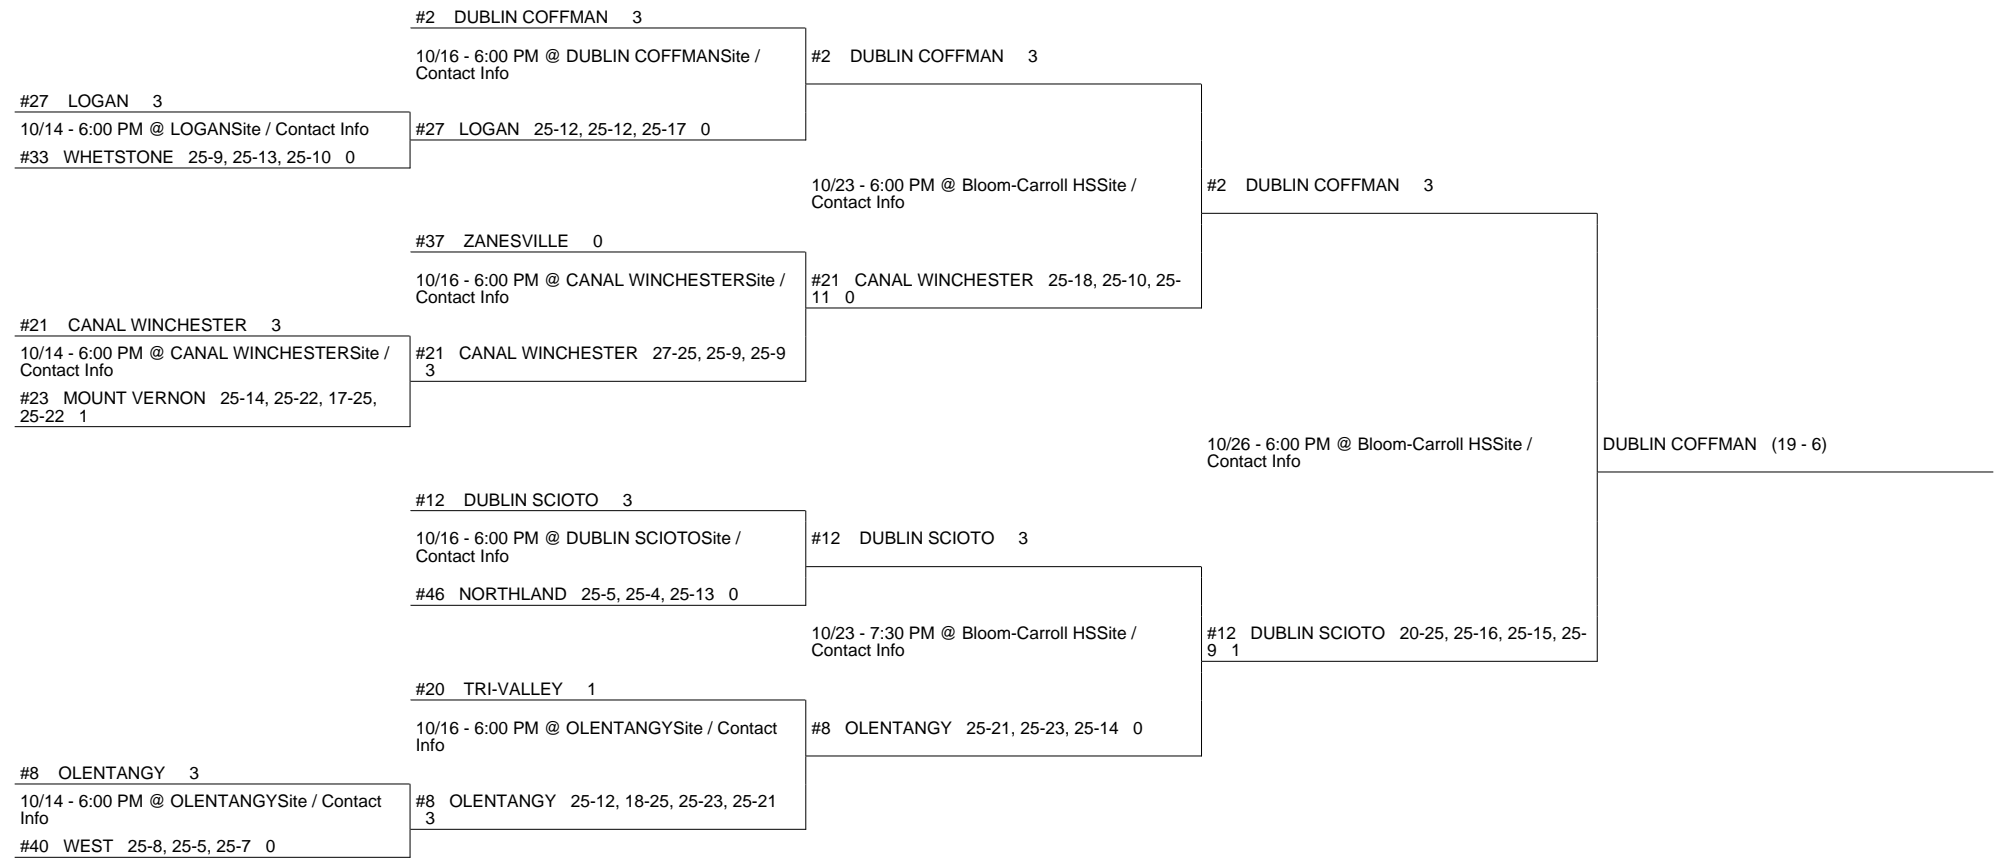 #2 DUBLIN COFFMAN 3
10/16 - 6:00 PM @ DUBLIN COFFMANSite /
Contact Info
#2 DUBLIN COFFMAN 3
#27 LOGAN 3
10/14 - 6:00 PM @ LOGANSite / Contact Info
#33 WHETSTONE 25-9, 25-13, 25-10 0
#27 LOGAN 25-12, 25-12, 25-17 0
10/23 - 6:00 PM @ Bloom-Carroll HSSite /
Contact Info
#2 DUBLIN COFFMAN 3
#37 ZANESVILLE 0
10/16 - 6:00 PM @ CANAL WINCHESTERSite /
Contact Info
#21 CANAL WINCHESTER 25-18, 25-10, 25-
11 0
#21 CANAL WINCHESTER 3
10/14 - 6:00 PM @ CANAL WINCHESTERSite /
Contact Info
#23 MOUNT VERNON 25-14, 25-22, 17-25,
25-22 1
#21 CANAL WINCHESTER 27-25, 25-9, 25-9
3
10/26 - 6:00 PM @ Bloom-Carroll HSSite /
Contact Info
DUBLIN COFFMAN (19 - 6)
#12 DUBLIN SCIOTO 3
10/16 - 6:00 PM @ DUBLIN SCIOTOSite /
Contact Info
#46 NORTHLAND 25-5, 25-4, 25-13 0
#12 DUBLIN SCIOTO 3
10/23 - 7:30 PM @ Bloom-Carroll HSSite /
Contact Info
#12 DUBLIN SCIOTO 20-25, 25-16, 25-15, 25-
9 1
#20 TRI-VALLEY 1
10/16 - 6:00 PM @ OLENTANGYSite / Contact
Info
#8 OLENTANGY 25-21, 25-23, 25-14 0
#8 OLENTANGY 3
10/14 - 6:00 PM @ OLENTANGYSite / Contact
Info
#40 WEST 25-8, 25-5, 25-7 0
#8 OLENTANGY 25-12, 18-25, 25-23, 25-21
3